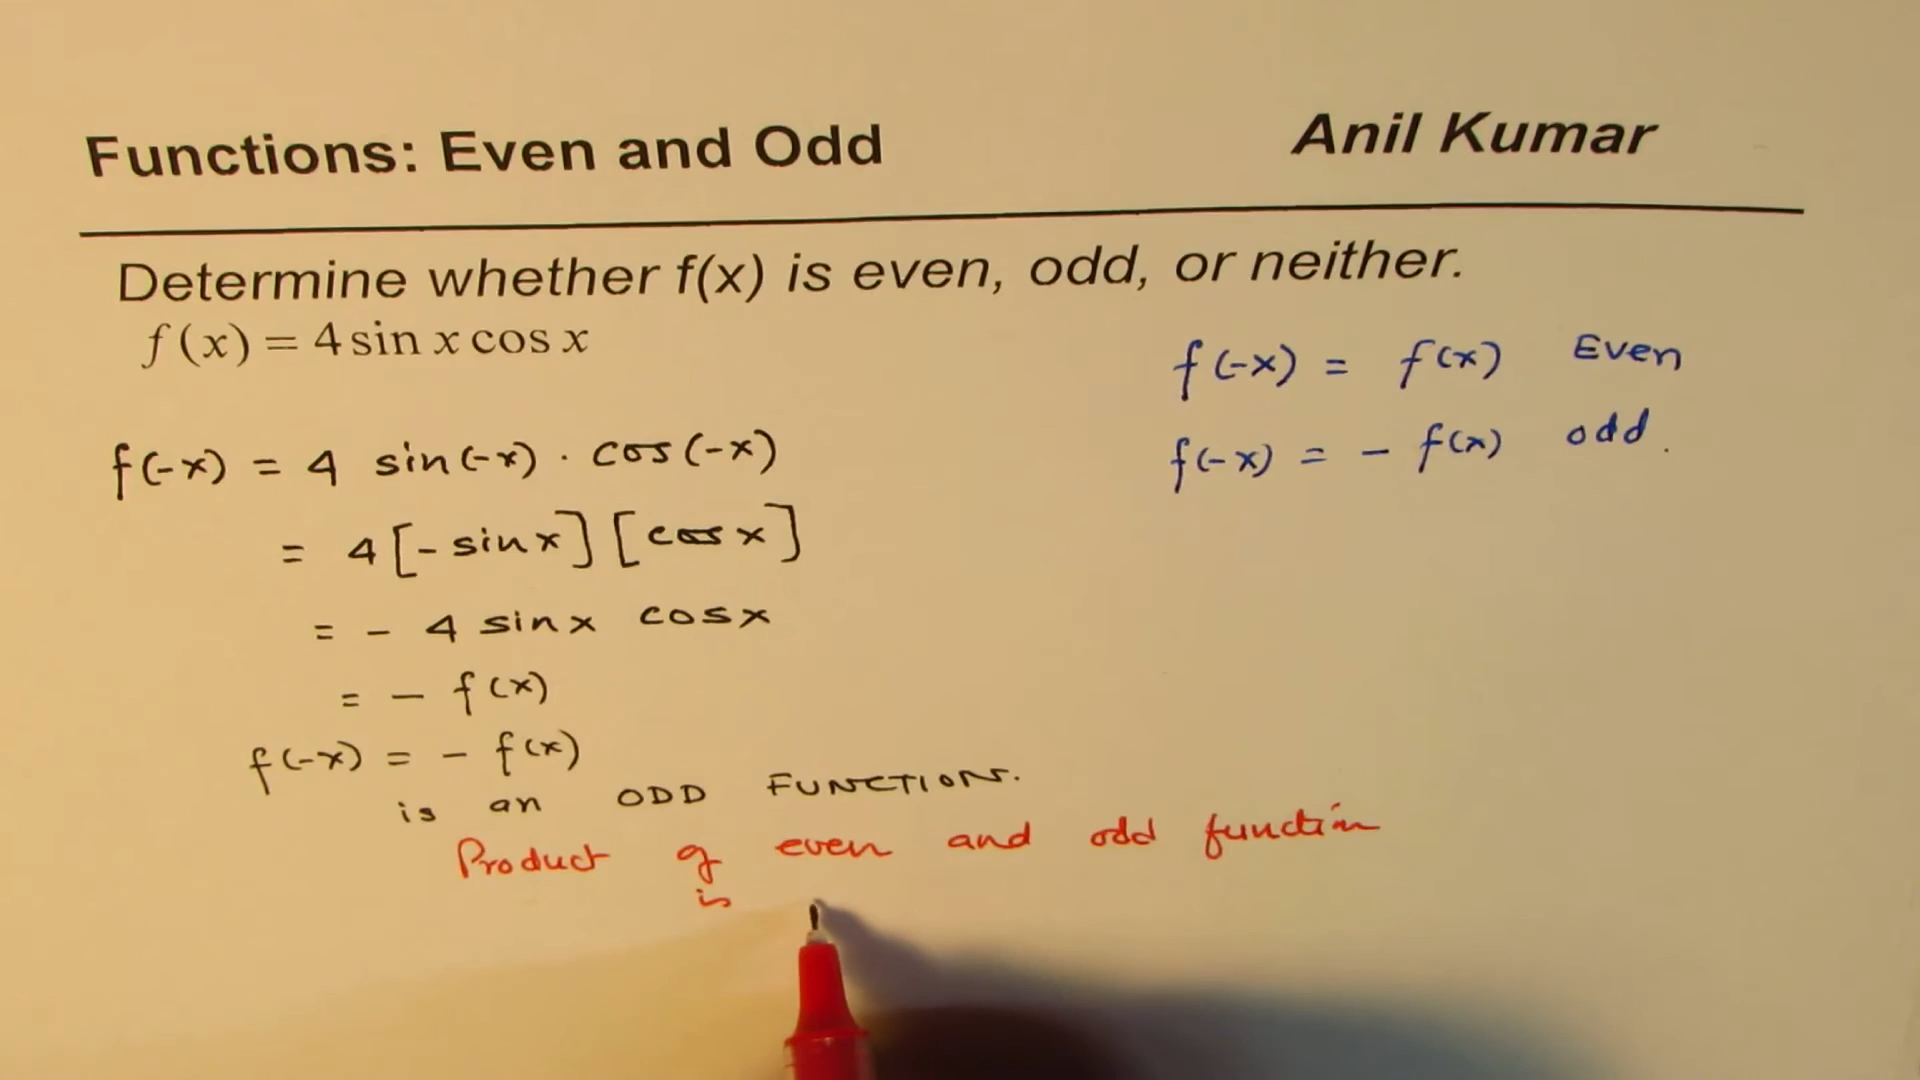 Functions: Even and Odd
Anil Kumar
Determine whether f(x) is even, odd, or neither.
f(x) = 4 sin x cos x
f(-x) = f(x) Even
f(-x) = - f(x) odd.
f(-x) = 4 sin(-x) · cos(-x)
= 4[- sin x] [cos x]
= - 4 sin x cos x
= - f(x)
f(-x) = - f(x)
is an ODD FUNCTION.
Product of even and odd function
is